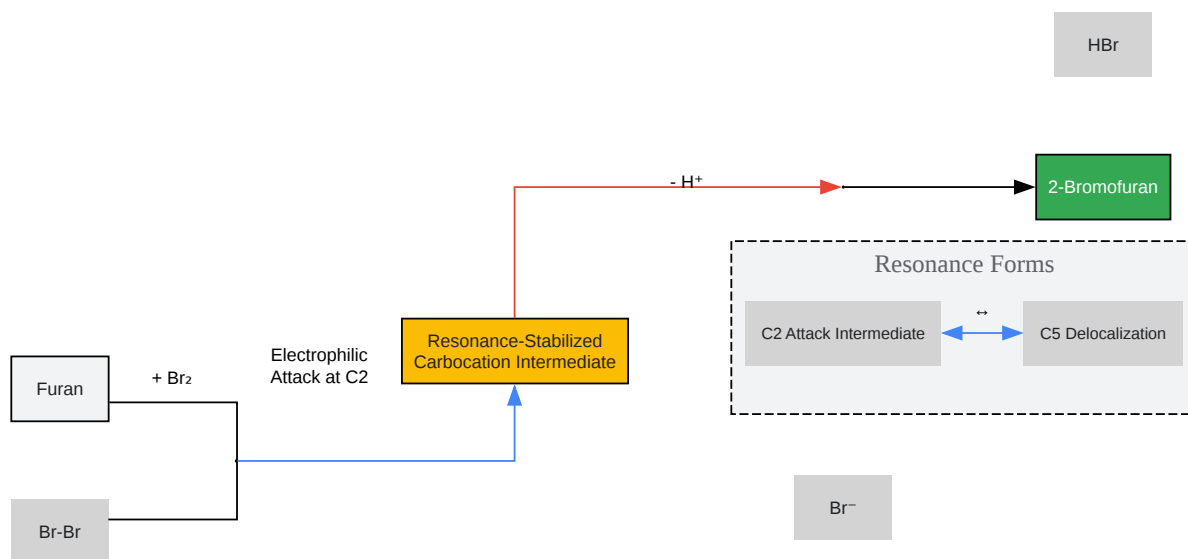 HBr
- H⁺
2-Bromofuran
Resonance Forms
C2 Attack Intermediate
↔
C5 Delocalization
Resonance-Stabilized
Carbocation Intermediate
Electrophilic
Attack at C2
+ Br₂
Furan
Br-Br
Br⁻